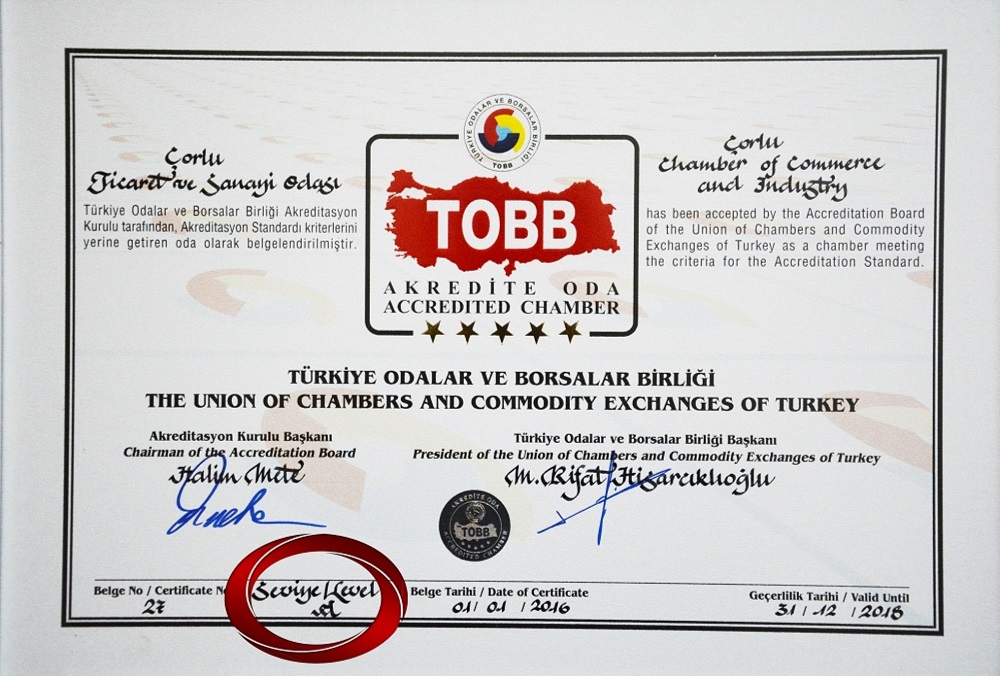 TÜRKİYE ODALAR VE BORSALAR BİRLİĞİ
TOBB
Çorlu
Ticaret ve Sanayi Odası
Türkiye Odalar ve Borsalar Birliği Akreditasyon
Kurulu tarafından, Akreditasyon Standardı kriterlerini
yerine getiren oda olarak belgelendirilmiştir.
TOBB
AKREDİTE ODA
ACCREDITED CHAMBER
Çorlu
Chamber of Commerce
and Industry
has been accepted by the Accreditation Board
of the Union of Chambers and Commodity
Exchanges of Turkey as a chamber meeting
the criteria for the Accreditation Standard.
TÜRKİYE ODALAR VE BORSALAR BİRLİĞİ
THE UNION OF CHAMBERS AND COMMODITY EXCHANGES OF TURKEY
Akreditasyon Kurulu Başkanı
Chairman of the Accreditation Board
Halim Mete
Türkiye Odalar ve Borsalar Birliği Başkanı
President of the Union of Chambers and Commodity Exchanges of Turkey
M. Rifat Hisarcıklıoğlu
AKREDİTE ODA
TOBB
ACCREDITED CHAMBER
Belge No / Certificate N
27
Seviye/Level
Belge Tarihi / Date of Certificate
01 / 01 / 2016
Geçerlilik Tarihi / Valid Until
31 / 12 / 2018